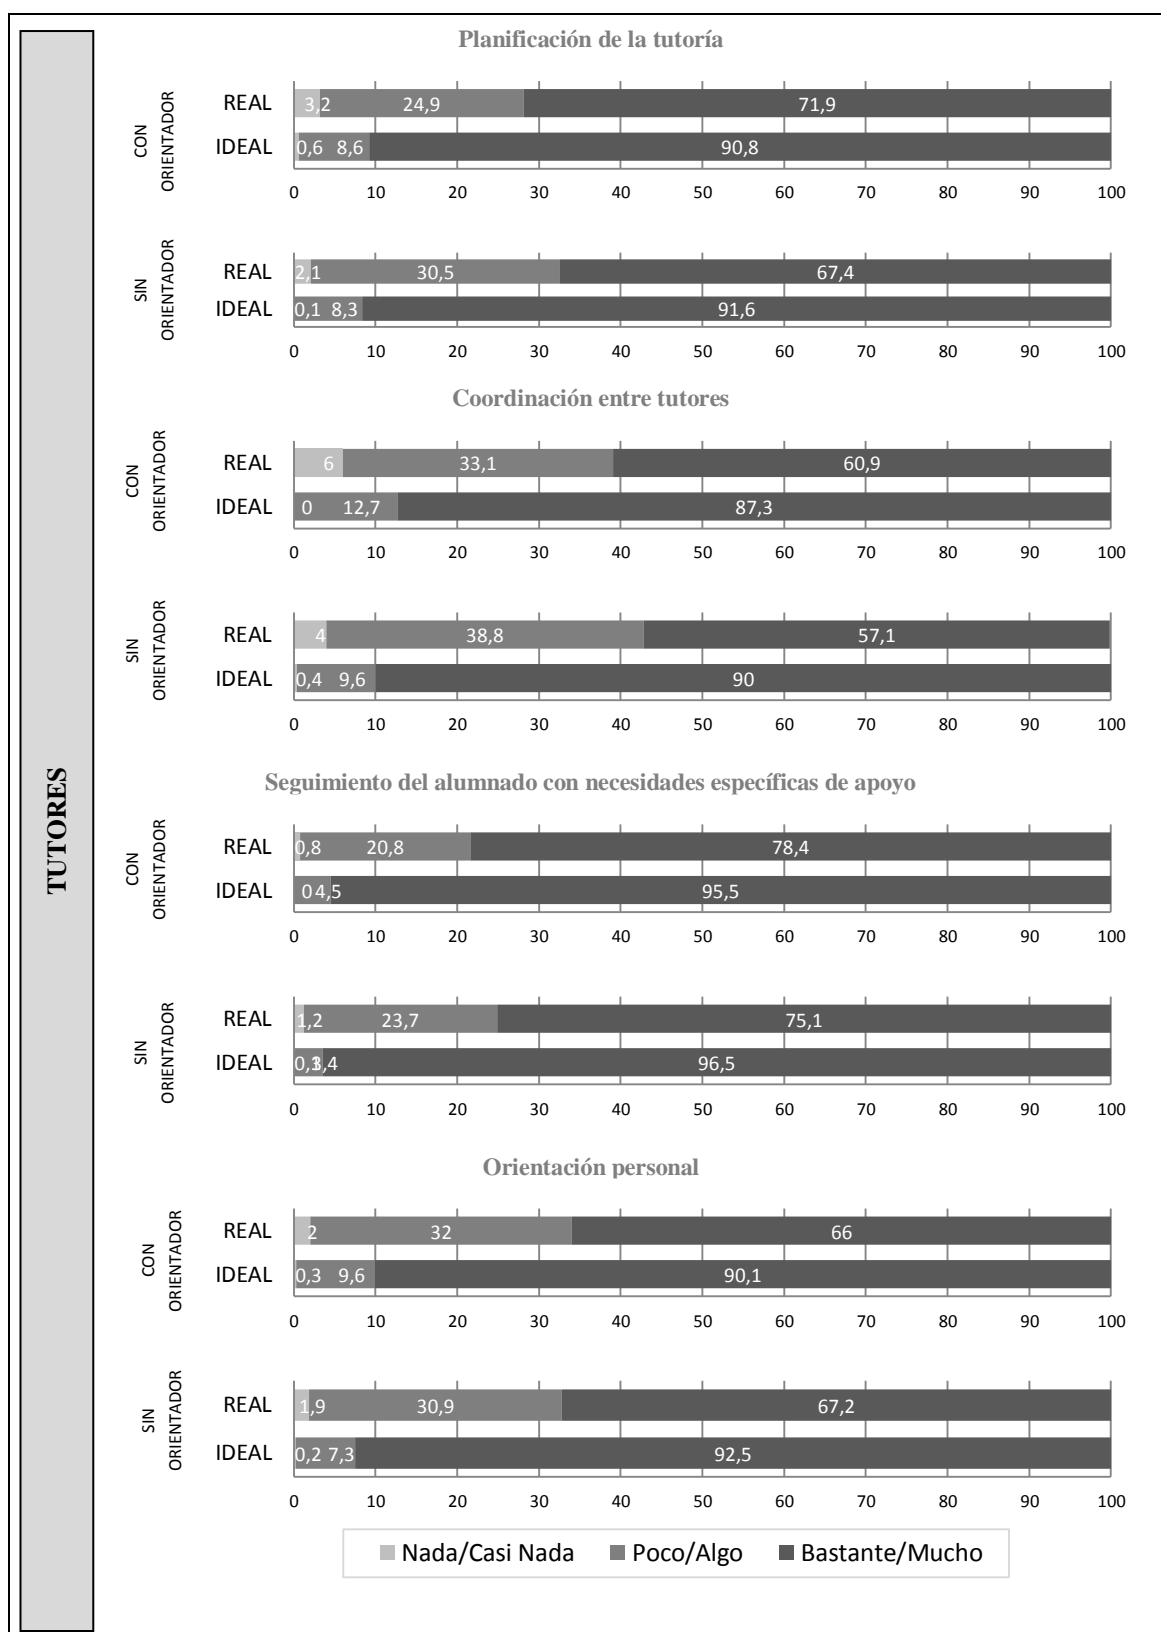 TUTORES
Planificación de la tutoría
CON
ORIENTADOR
REAL
3,2 24,9 71,9
IDEAL
0,6 8,6 90,8
0 10 20 30 40 50 60 70 80 90 100
SIN
ORIENTADOR
REAL
2,1 30,5 67,4
IDEAL
0,1 8,3 91,6
0 10 20 30 40 50 60 70 80 90 100
Coordinación entre tutores
CON
ORIENTADOR
REAL
6 33,1 60,9
IDEAL
0 12,7 87,3
0 10 20 30 40 50 60 70 80 90 100
SIN
ORIENTADOR
REAL
4 38,8 57,1
IDEAL
0,4 9,6 90
0 10 20 30 40 50 60 70 80 90 100
Seguimiento del alumnado con necesidades específicas de apoyo
CON
ORIENTADOR
REAL
0,8 20,8 78,4
IDEAL
0 4,5 95,5
0 10 20 30 40 50 60 70 80 90 100
SIN
ORIENTADOR
REAL
1,2 23,7 75,1
IDEAL
0,1 3,4 96,5
0 10 20 30 40 50 60 70 80 90 100
Orientación personal
CON
ORIENTADOR
REAL
2 32 66
IDEAL
0,3 9,6 90,1
0 10 20 30 40 50 60 70 80 90 100
SIN
ORIENTADOR
REAL
1,9 30,9 67,2
IDEAL
0,2 7,3 92,5
0 10 20 30 40 50 60 70 80 90 100
Nada/Casi Nada Poco/Algo Bastante/Mucho